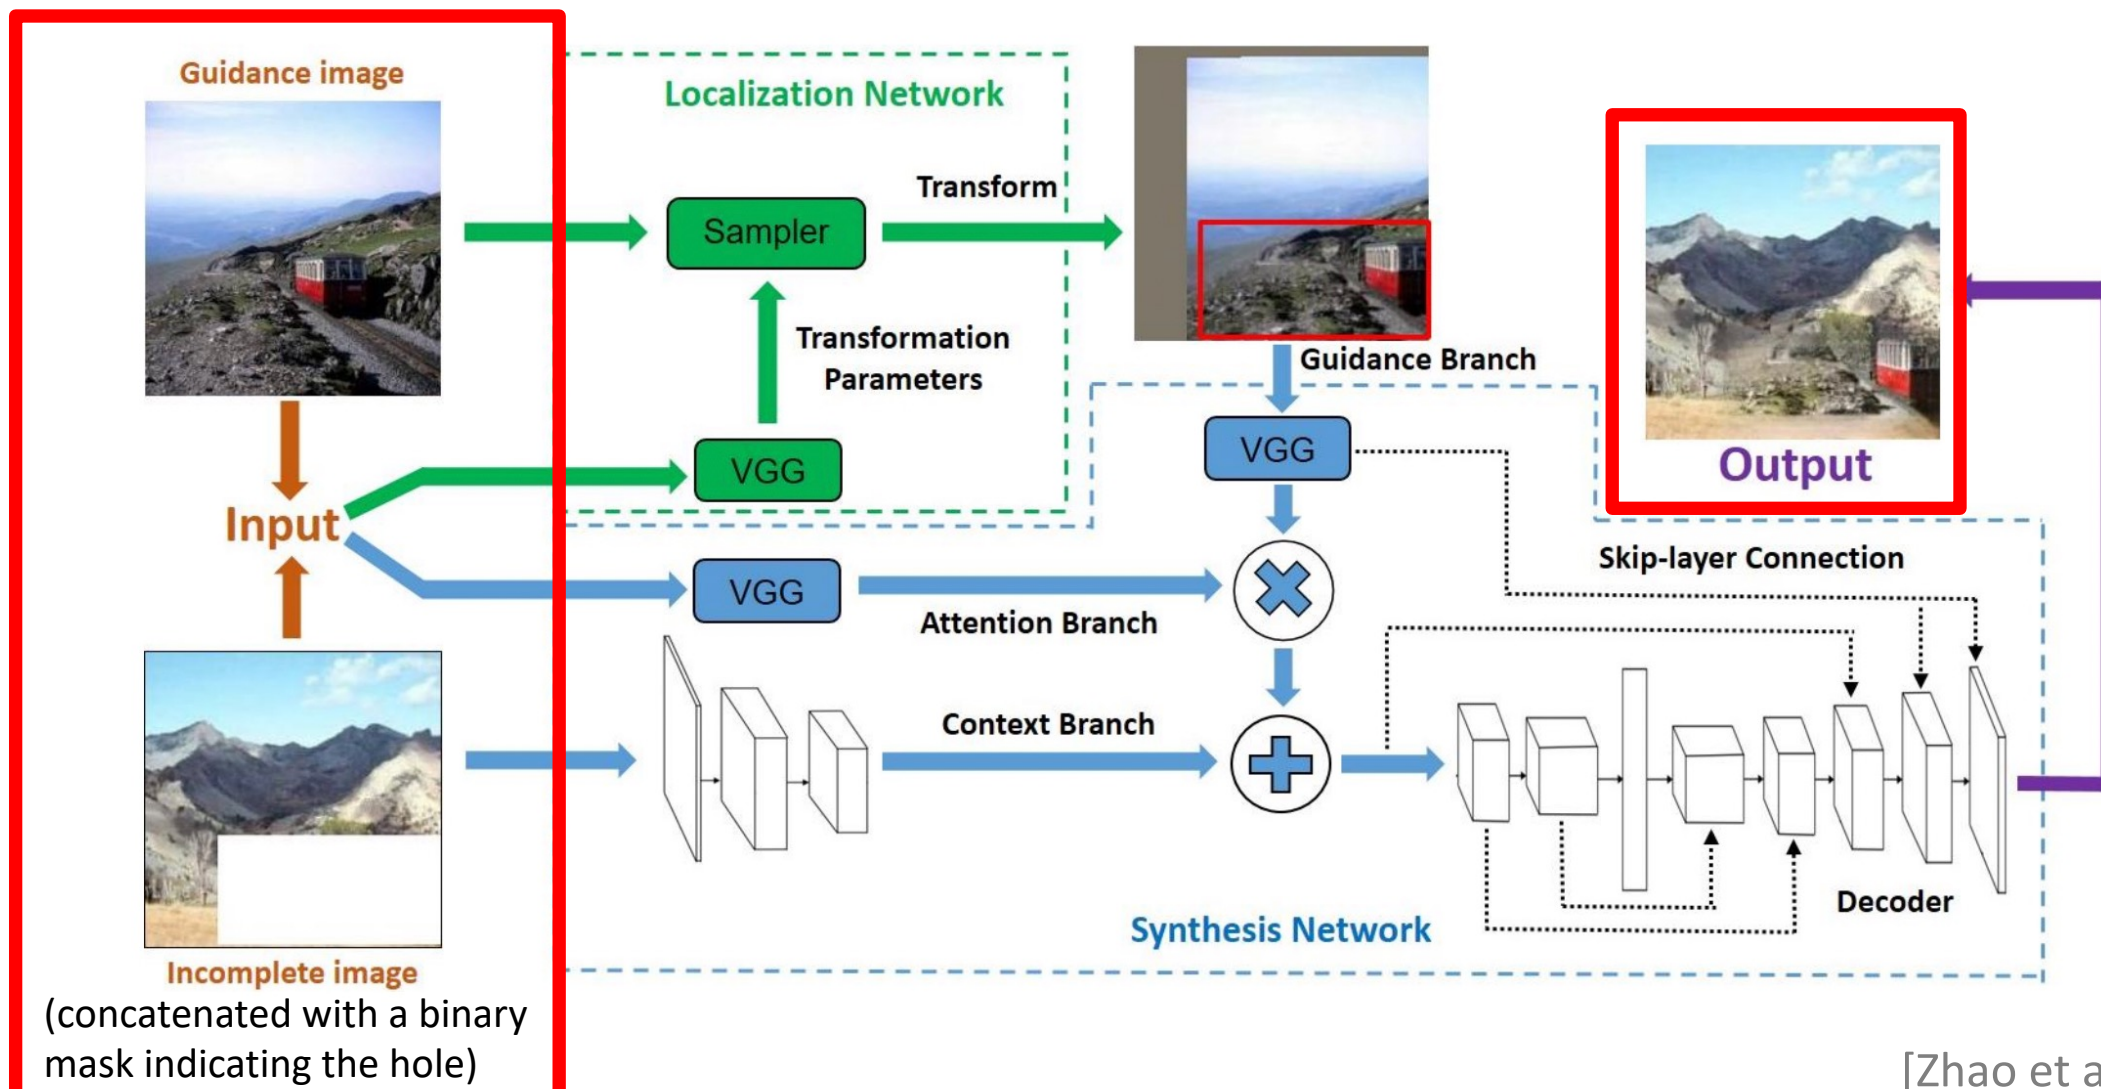 Guidance image
Localization Network
Transform
Sampler
Transformation
Parameters
Guidance Branch
VGG
VGG
Output
Input
Skip-layer Connection
VGG
Attention Branch
Context Branch
Decoder
Synthesis Network
Incomplete image
(concatenated with a binary
mask indicating the hole)
[Zhao et a